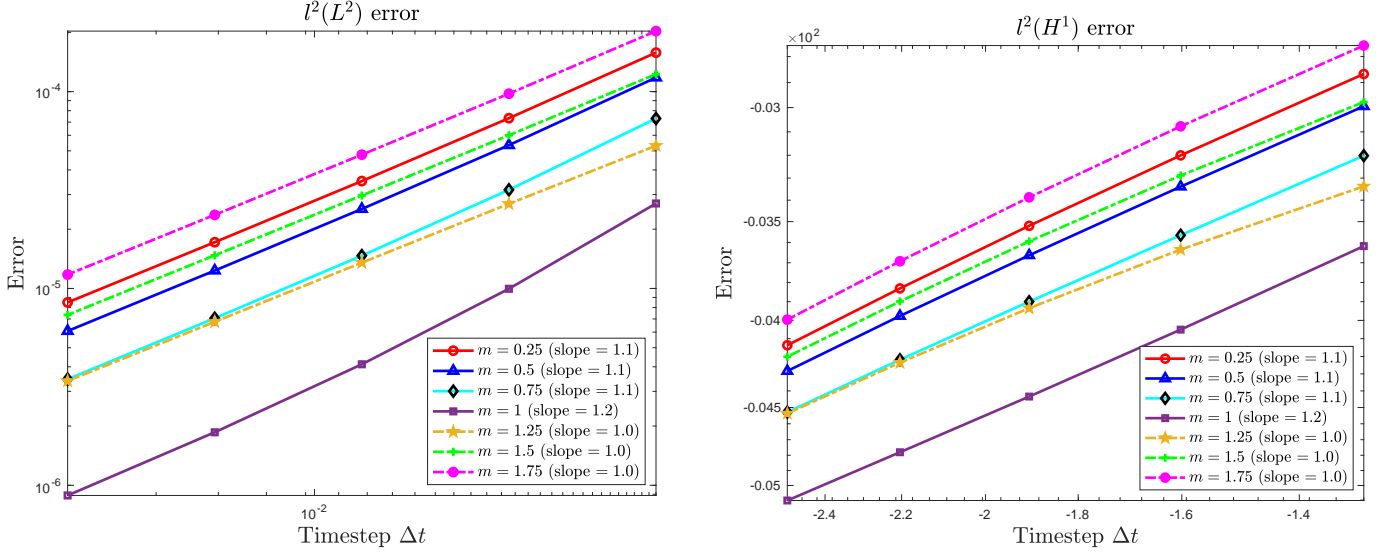 l²(L²) error
10⁻⁴
10⁻⁵
10⁻⁶
Error
10⁻²
Timestep Δt
m = 0.25 (slope = 1.1)
m = 0.5 (slope = 1.1)
m = 0.75 (slope = 1.1)
m = 1 (slope = 1.2)
m = 1.25 (slope = 1.0)
m = 1.5 (slope = 1.0)
m = 1.75 (slope = 1.0)
l²(H¹) error
×10²
-0.03
-0.035
-0.04
-0.045
-0.05
Error
-2.4 -2.2 -2 -1.8 -1.6 -1.4
Timestep Δt
m = 0.25 (slope = 1.1)
m = 0.5 (slope = 1.1)
m = 0.75 (slope = 1.1)
m = 1 (slope = 1.2)
m = 1.25 (slope = 1.0)
m = 1.5 (slope = 1.0)
m = 1.75 (slope = 1.0)